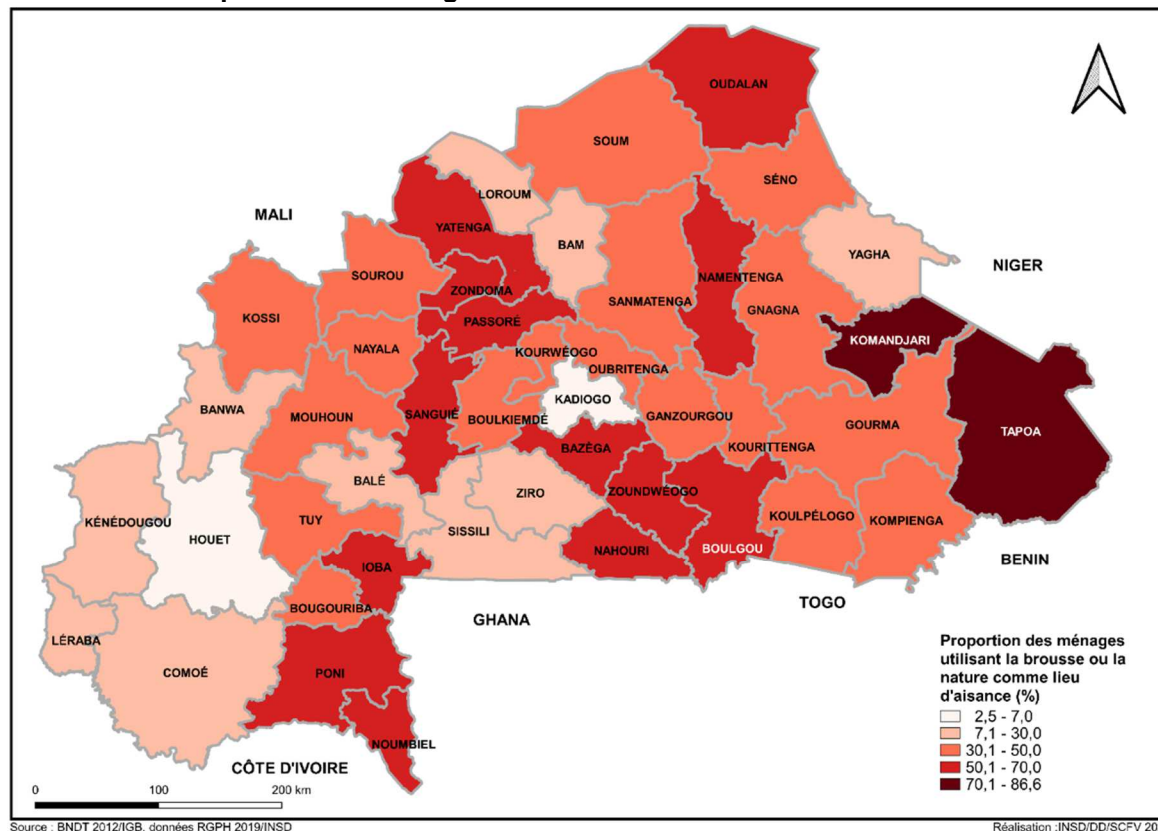 OUDALAN
SOUM
SÉNO
LOROUM
MALI
YATENGA
BAM
YAGHA
NIGER
SOUROU
ZONDOMA
NAMENTENGA
SANMATENGA
GNAGNA
KOSSI
PASSORÉ
KOMANDJARI
NAYALA
KOURWÉOGO
OUBRITENGA
BANWA
MOUHOUN
SANGUIÉ
BOULKIEMDÉ
KADIOGO
GANZOURGOU
KOURITTENGA
GOURMA
TAPOA
BAZÈGA
BALÉ
ZIRO
ZOUNDWÉOGO
KÉNÉDOUGOU
HOUET
TUY
SISSILI
KOULPÉLOGO
KOMPIENGA
NAHOURI
BOULGOU
BENIN
IOBA
BOUGOURIBA
GHANA
TOGO
LÉRABA
COMOÉ
PONI
NOUMBIEL
CÔTE D'IVOIRE
Proportion des ménages
utilisant la brousse ou la
nature comme lieu
d'aisance (%)
2,5 - 7,0
7,1 - 30,0
30,1 - 50,0
50,1 - 70,0
70,1 - 86,6
0 100 200 km
Source : BNDT 2012/IGB, données RGPH 2019/INSD
Réalisation :INSD/DD/SCFV 20